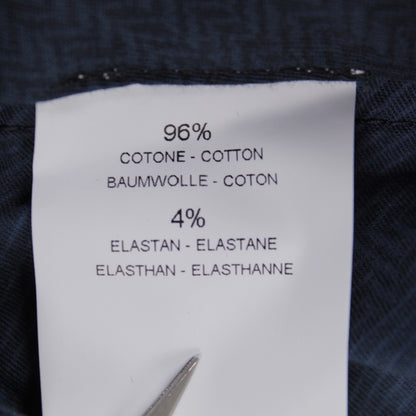 96%
COTONE - COTTON
BAUMWOLLE - COTON
4%
ELASTAN - ELASTANE
ELASTHAN - ELASTHANNE